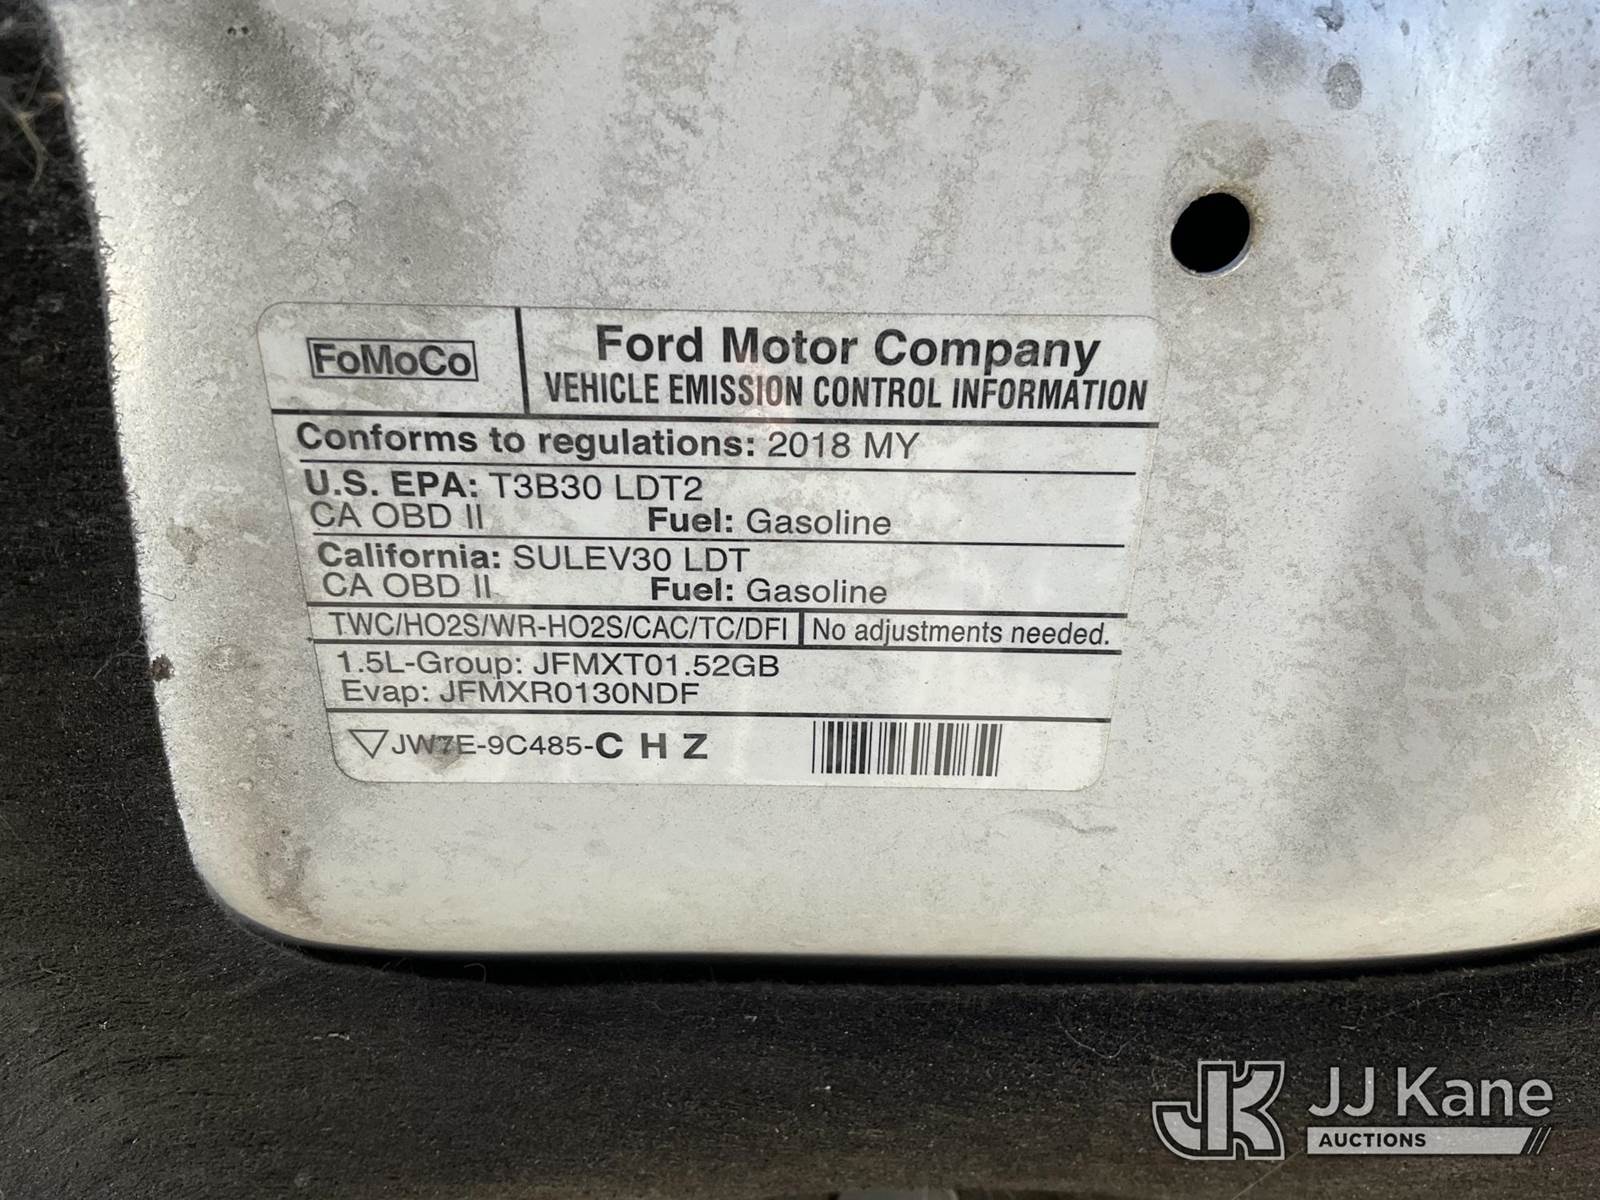 FoMoCo
Ford Motor Company
VEHICLE EMISSION CONTROL INFORMATION
Conforms to regulations: 2018 MY
U.S. EPA: T3B30 LDT2
CA OBD II Fuel: Gasoline
California: SULEV30 LDT
CA OBD II Fuel: Gasoline
TWC/HO2S/WR-HO2S/CAC/TC/DFI No adjustments needed.
1.5L-Group: JFMXT01.52GB
Evap: JFMXR0130NDF
JW7E-9C485-C H Z
JK JJ Kane
AUCTIONS